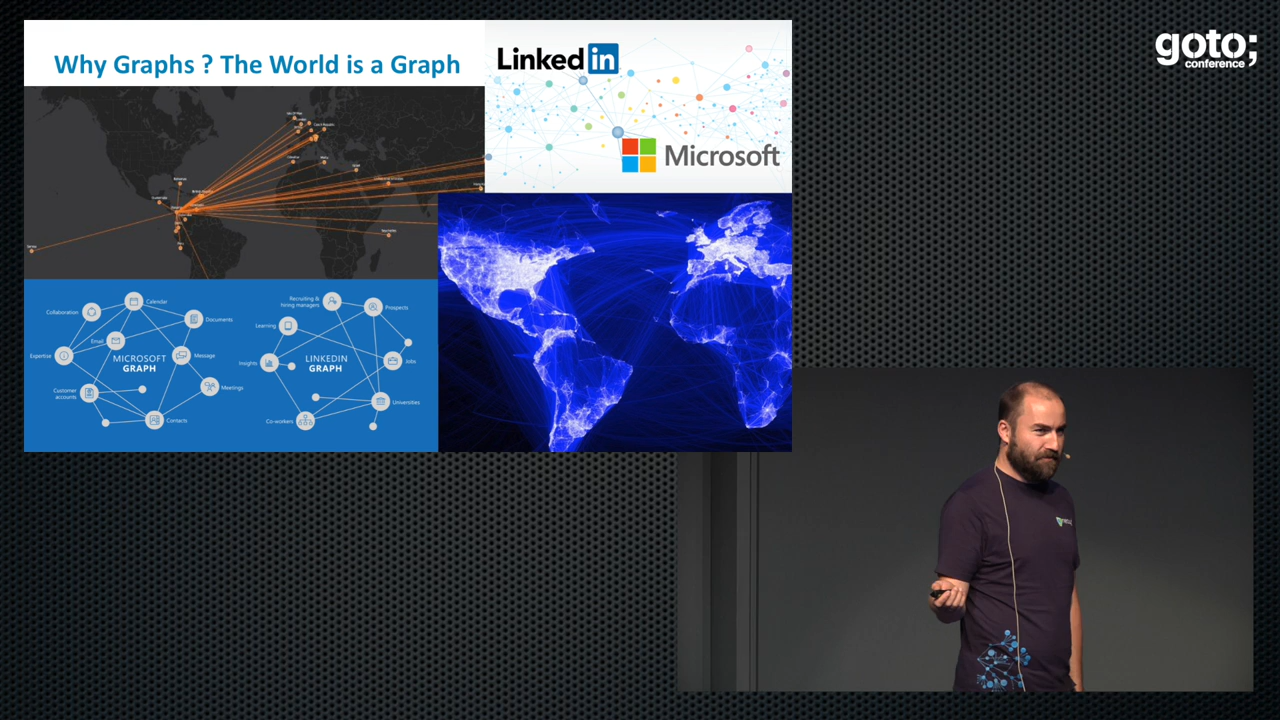 Why Graphs ? The World is a Graph
Linked in
Microsoft
goto;
conference
Collaboration
Calendar
Documents
Email
Expertise
MICROSOFT
GRAPH
Message
Meetings
Customer
accounts
Contacts
Recruiting &
hiring managers
Prospects
Learning
Insights
LINKEDIN
GRAPH
Jobs
Universities
Co-workers